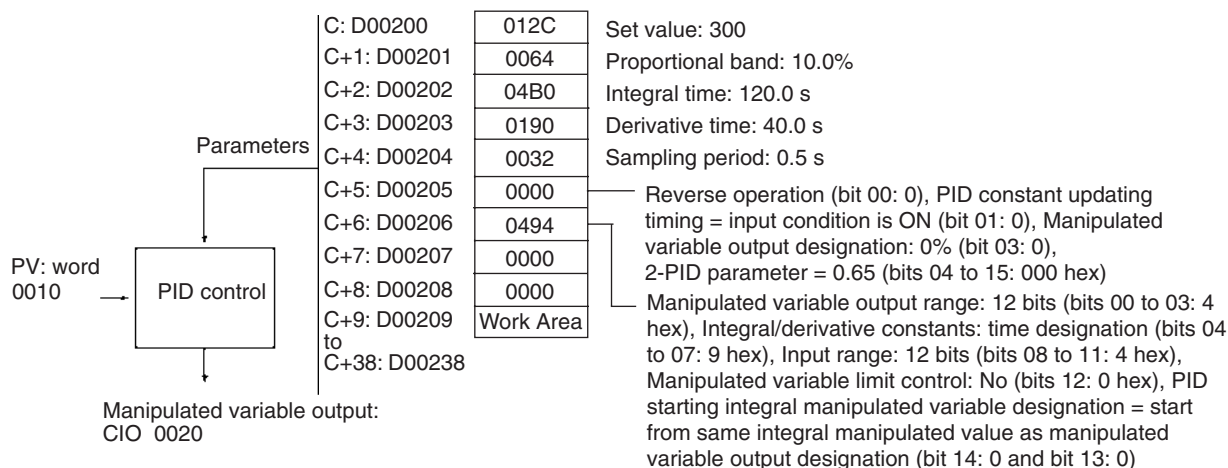 C: D00200 012C Set value: 300
C+1: D00201 0064 Proportional band: 10.0%
C+2: D00202 04B0 Integral time: 120.0 s
C+3: D00203 0190 Derivative time: 40.0 s
Parameters
C+4: D00204 0032 Sampling period: 0.5 s
C+5: D00205 0000
C+6: D00206 0494
C+7: D00207 0000
C+8: D00208 0000
C+9: D00209 Work Area
to
C+38: D00238
Reverse operation (bit 00: 0), PID constant updating
timing = input condition is ON (bit 01: 0), Manipulated
variable output designation: 0% (bit 03: 0),
2-PID parameter = 0.65 (bits 04 to 15: 000 hex)
Manipulated variable output range: 12 bits (bits 00 to 03: 4
hex), Integral/derivative constants: time designation (bits 04
to 07: 9 hex), Input range: 12 bits (bits 08 to 11: 4 hex),
Manipulated variable limit control: No (bits 12: 0 hex), PID
starting integral manipulated variable designation = start
from same integral manipulated value as manipulated
variable output designation (bit 14: 0 and bit 13: 0)
PV: word
0010
PID control
Manipulated variable output:
CIO 0020